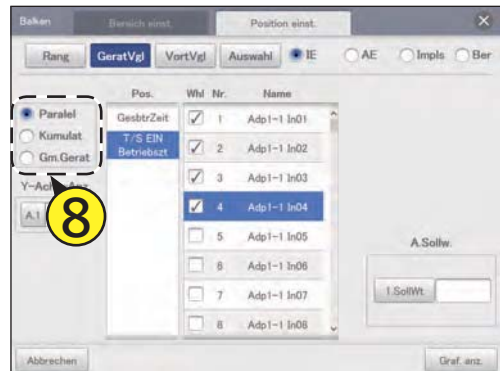 Balken Bereich einst. Position einst. ×
Rang GeratVgl VortVgl Auswahl IE AE Impls Ber
Pos. Whl Nr. Name
Paralel
Kumulat
Gm.Gerat
GesbtrZeit
T/S EIN
Betriebszt
1 Adp1-1 In01
2 Adp1-1 In02
3 Adp1-1 In03
4 Adp1-1 In04
5 Adp1-1 In05
6 Adp1-1 In06
7 Adp1-1 In07
8 Adp1-1 In08
A.1
8
A.Sollw.
1.SollWt.
Abbrechen Graf. anz.